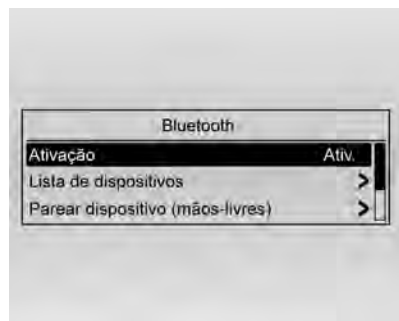 Bluetooth
Ativação Ativ.
Lista de dispositivos >
Parear dispositivo (mãos-livres) >